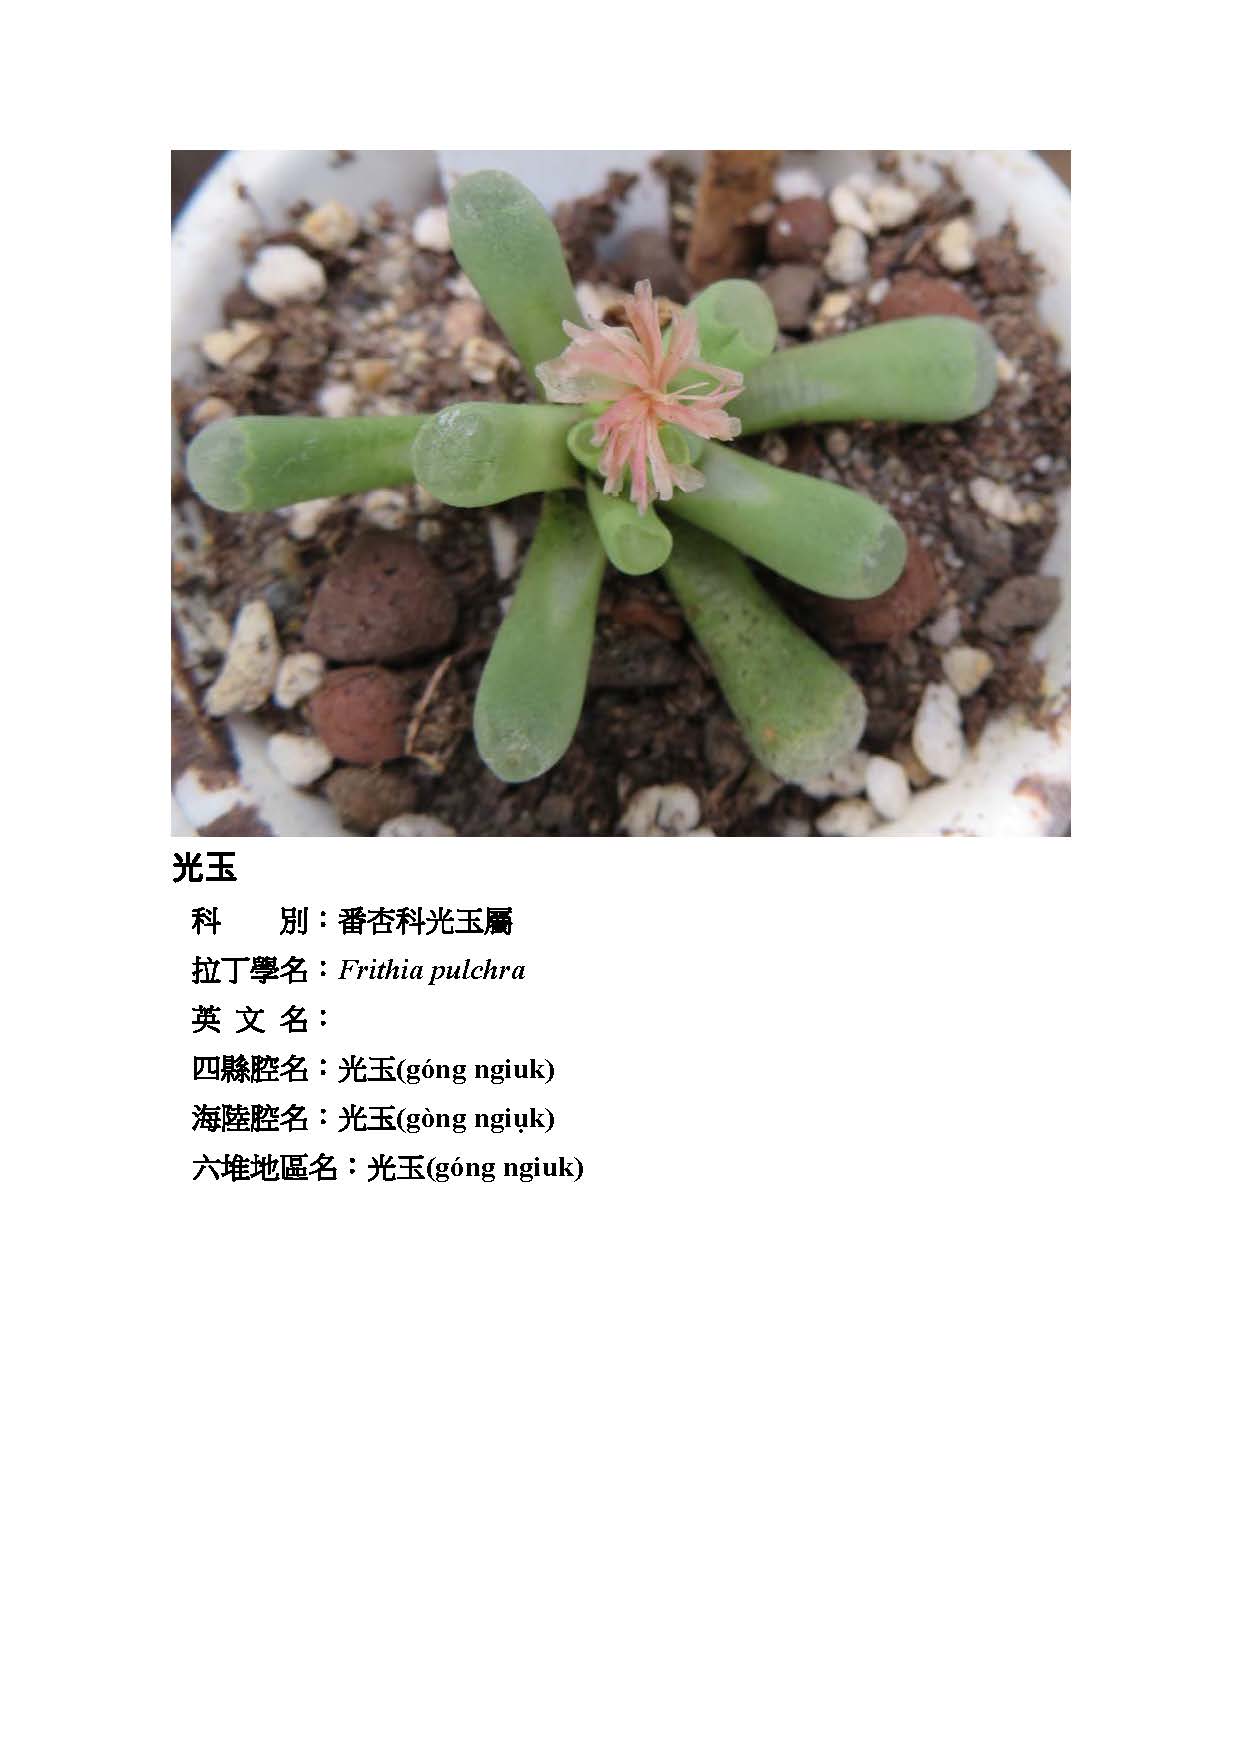 光玉
科　　別：番杏科光玉屬
拉丁學名：Frithia pulchra
英 文 名：
四縣腔名：光玉(góng ngiuk)
海陸腔名：光玉(gòng ngiụk)
六堆地區名：光玉(góng ngiuk)